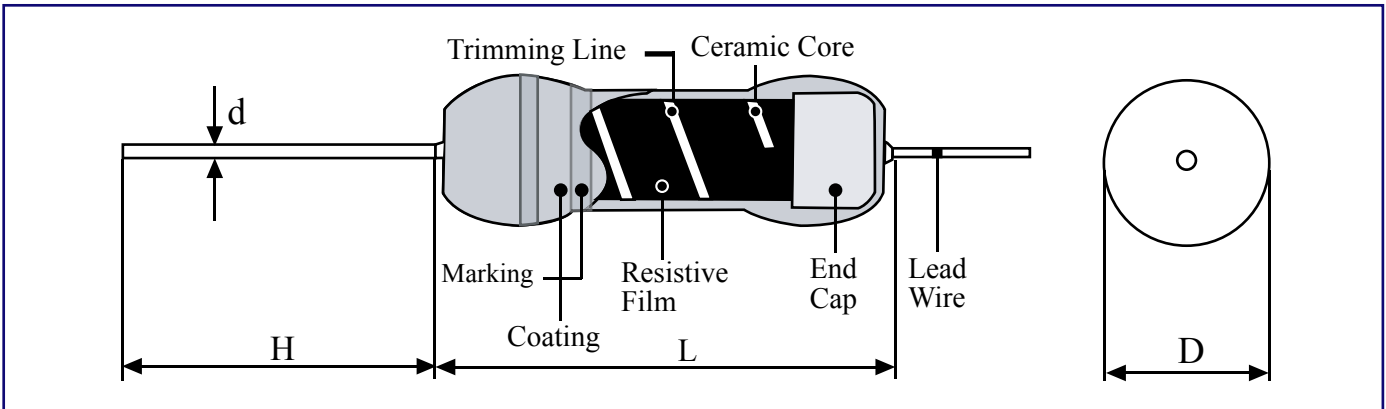 Trimming Line
Ceramic Core
d
Marking
Resistive
Film
End
Cap
Lead
Wire
Coating
H
L
D